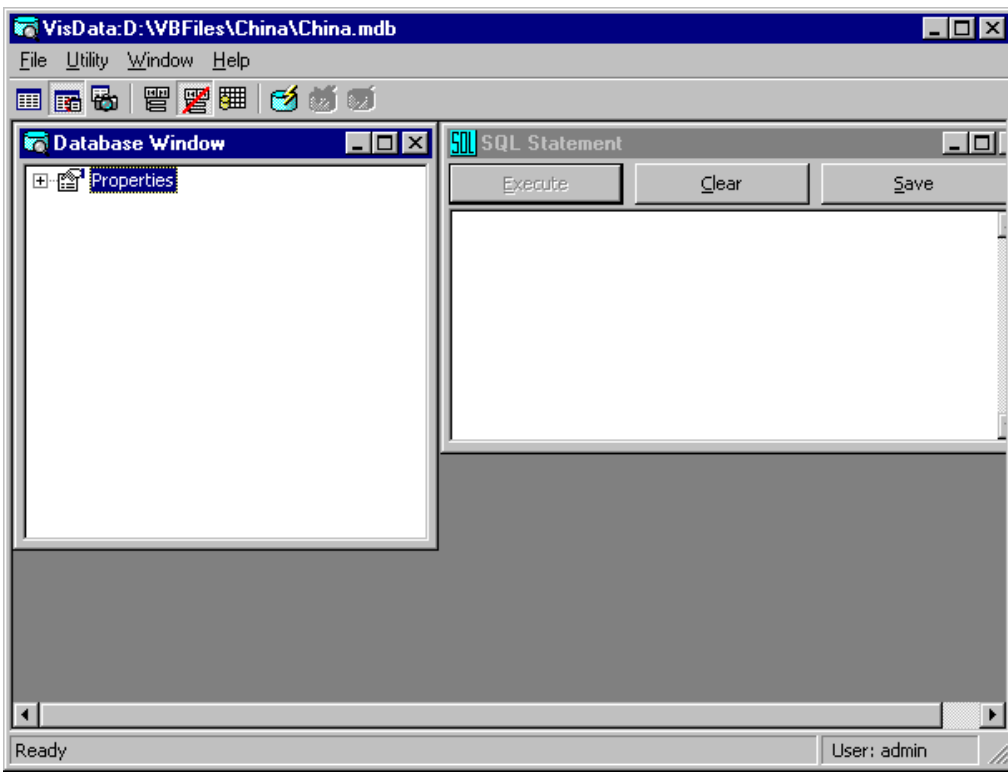 VisData:D:\VBFiles\China\China.mdb
File Utility Window Help
Database Window
Properties
SQL SQL Statement
Execute Clear Save
Ready
User: admin